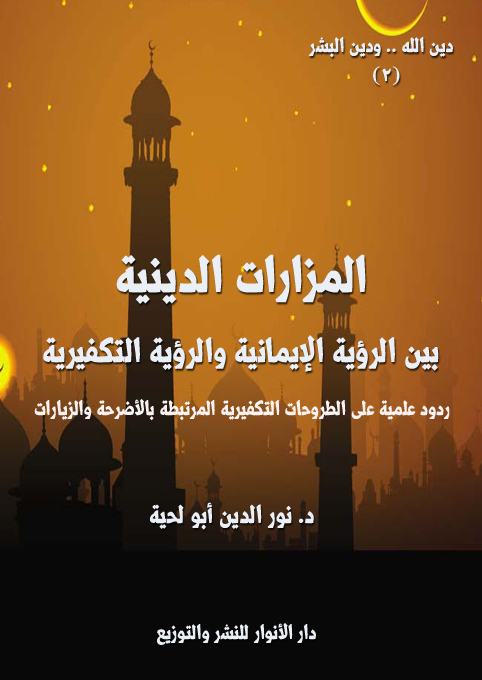 دين الله .. ودين البشر
(٢)
المزارات الدينية
بين الرؤية الإيمانية والرؤية التكفيرية
ردود علمية على الطروحات التكفيرية المرتبطة بالأضرحة والزيارات
د. نور الدين أبو لحية
دار الأنوار للنشر والتوزيع